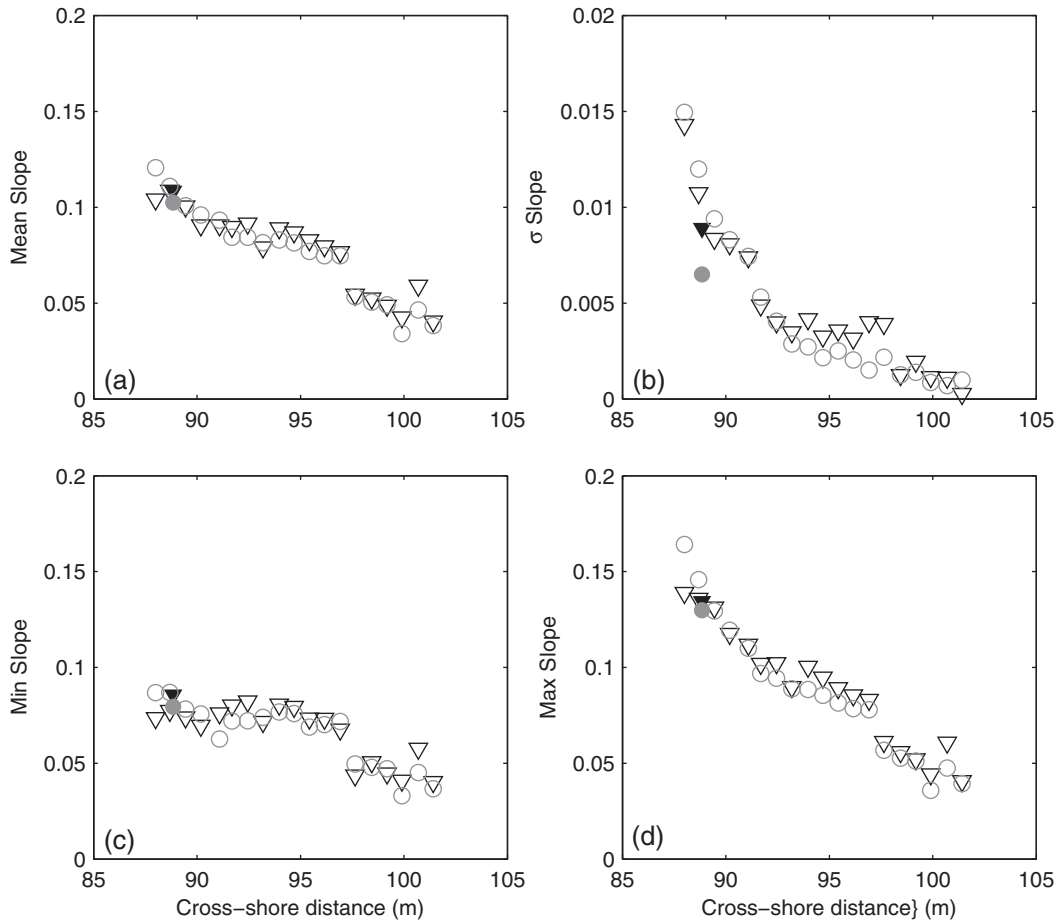 0.2
0.15
0.1
0.05
0
Mean Slope
(a)
85 90 95 100 105
0.02
0.015
0.01
0.005
0
σ Slope
(b)
85 90 95 100 105
0.2
0.15
0.1
0.05
0
Min Slope
(c)
85 90 95 100 105
Cross-shore distance (m)
0.2
0.15
0.1
0.05
0
Max Slope
(d)
85 90 95 100 105
Cross-shore distance} (m)